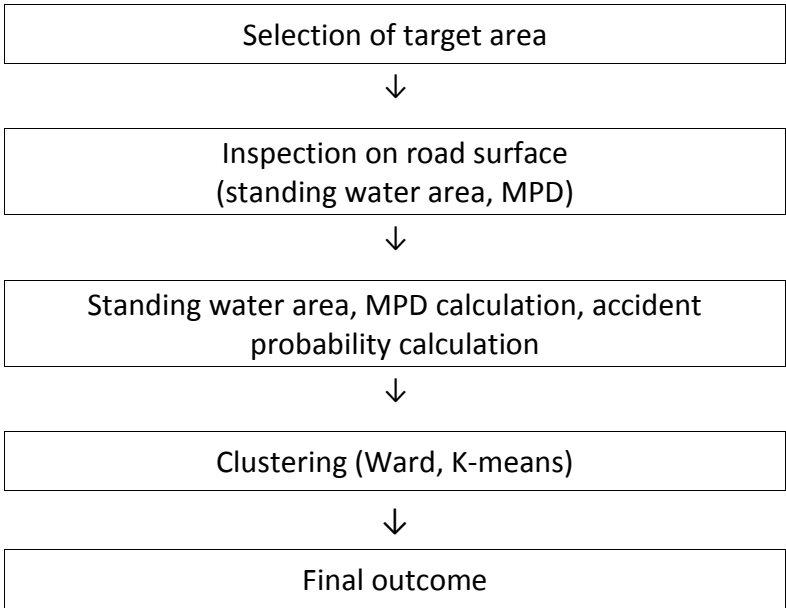 Selection of target area
↓
Inspection on road surface
(standing water area, MPD)
↓
Standing water area, MPD calculation, accident
probability calculation
↓
Clustering (Ward, K-means)
↓
Final outcome